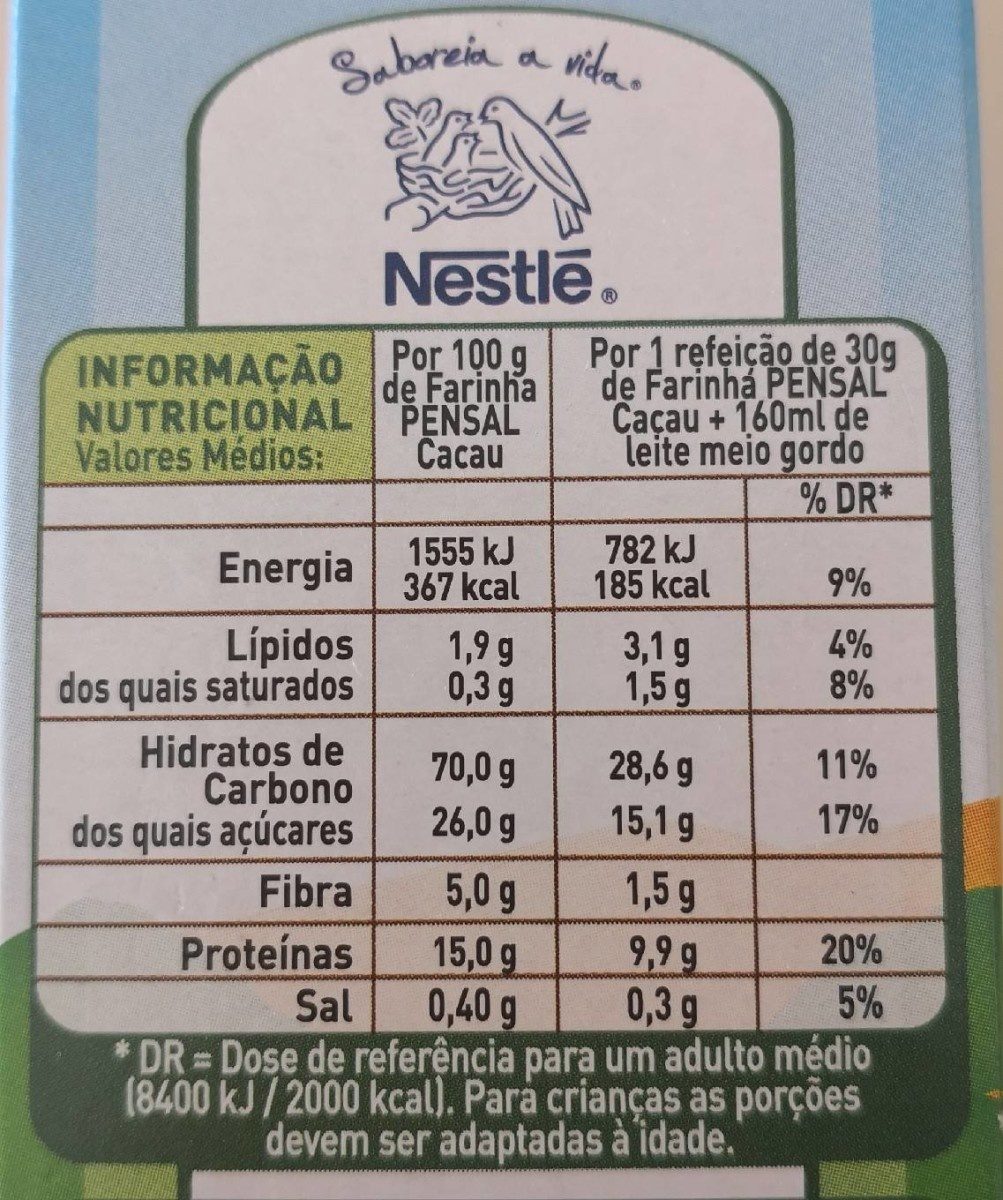 Saboreia a vida.
Nestlé®
INFORMAÇÃO
NUTRICIONAL
Valores Médios:
Por 100 g
de Farinha
PENSAL
Cacau
Por 1 refeição de 30g
de Farinha PENSAL
Cacau + 160ml de
leite meio gordo
% DR*
Energia
1555 kJ
367 kcal
782 kJ
185 kcal
9%
Lípidos 1,9 g 3,1 g 4%
dos quais saturados 0,3 g 1,5 g 8%
Hidratos de
Carbono
70,0 g 28,6 g 11%
dos quais açúcares 26,0 g 15,1 g 17%
Fibra 5,0 g 1,5 g
Proteínas 15,0 g 9,9 g 20%
Sal 0,40 g 0,3 g 5%
* DR = Dose de referência para um adulto médio
(8400 kJ / 2000 kcal). Para crianças as porções
devem ser adaptadas à idade.